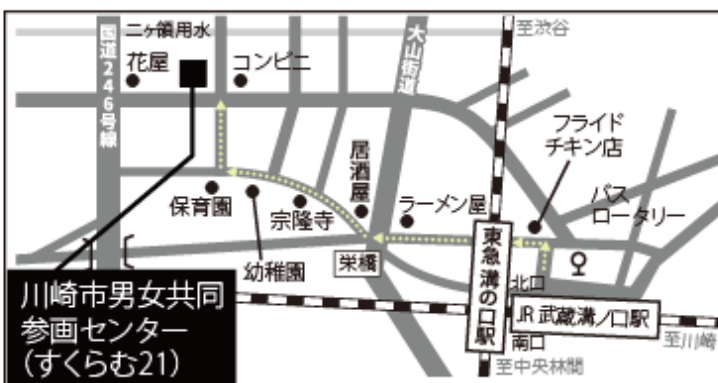 至渋谷
二ヶ領用水
花屋
コンビニ
国道246号線
大山街道
フライド
チキン店
バス
ロータリー
居酒屋
ラーメン屋
保育園
宗隆寺
幼稚園
栄橋
東急 溝の口駅
北口
JR 武蔵溝ノ口駅
南口
至川崎
至中央林間
川崎市男女共同
参画センター
(すくらむ21)